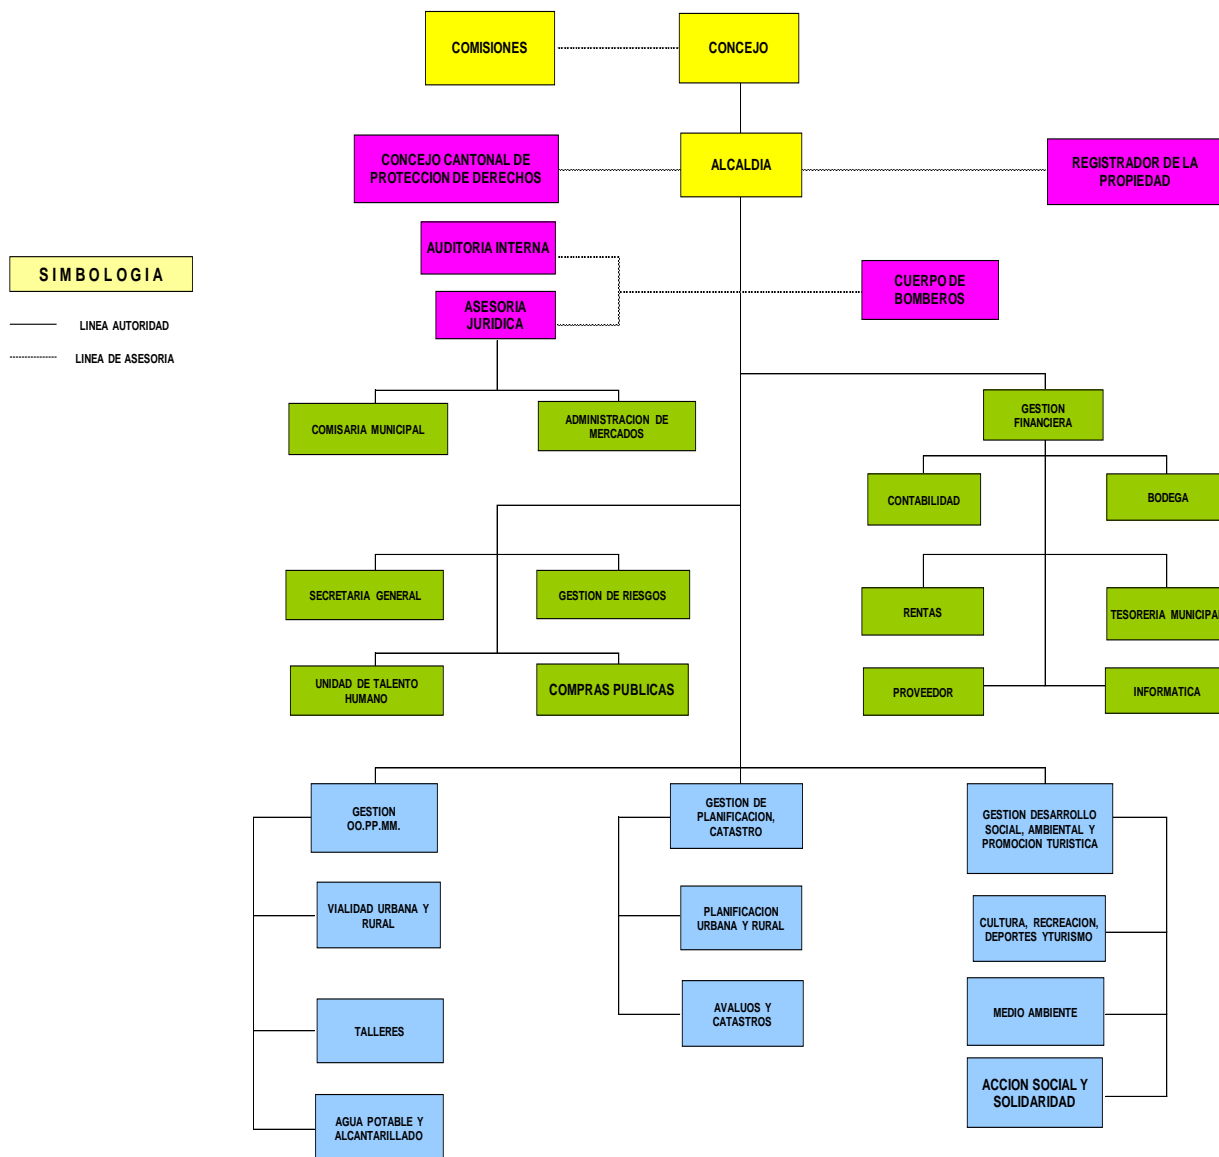 COMISIONES
CONCEJO
CONCEJO CANTONAL DE
PROTECCION DE DERECHOS
ALCALDIA
REGISTRADOR DE LA
PROPIEDAD
AUDITORIA INTERNA
SIMBOLOGIA
LINEA AUTORIDAD
LINEA DE ASESORIA
ASESORIA
JURIDICA
CUERPO DE
BOMBEROS
COMISARIA MUNICIPAL
ADMINISTRACION DE
MERCADOS
GESTION
FINANCIERA
CONTABILIDAD
BODEGA
SECRETARIA GENERAL
GESTION DE RIESGOS
RENTAS
TESORERIA MUNICIPAL
UNIDAD DE TALENTO
HUMANO
COMPRAS PUBLICAS
PROVEEDOR
INFORMATICA
GESTION
OO.PP.MM.
GESTION DE
PLANIFICACION,
CATASTRO
GESTION DESARROLLO
SOCIAL, AMBIENTAL Y
PROMOCION TURISTICA
VIALIDAD URBANA Y
RURAL
PLANIFICACION
URBANA Y RURAL
CULTURA, RECREACION,
DEPORTES YTURISMO
TALLERES
AVALUOS Y
CATASTROS
MEDIO AMBIENTE
AGUA POTABLE Y
ALCANTARILLADO
ACCION SOCIAL Y
SOLIDARIDAD